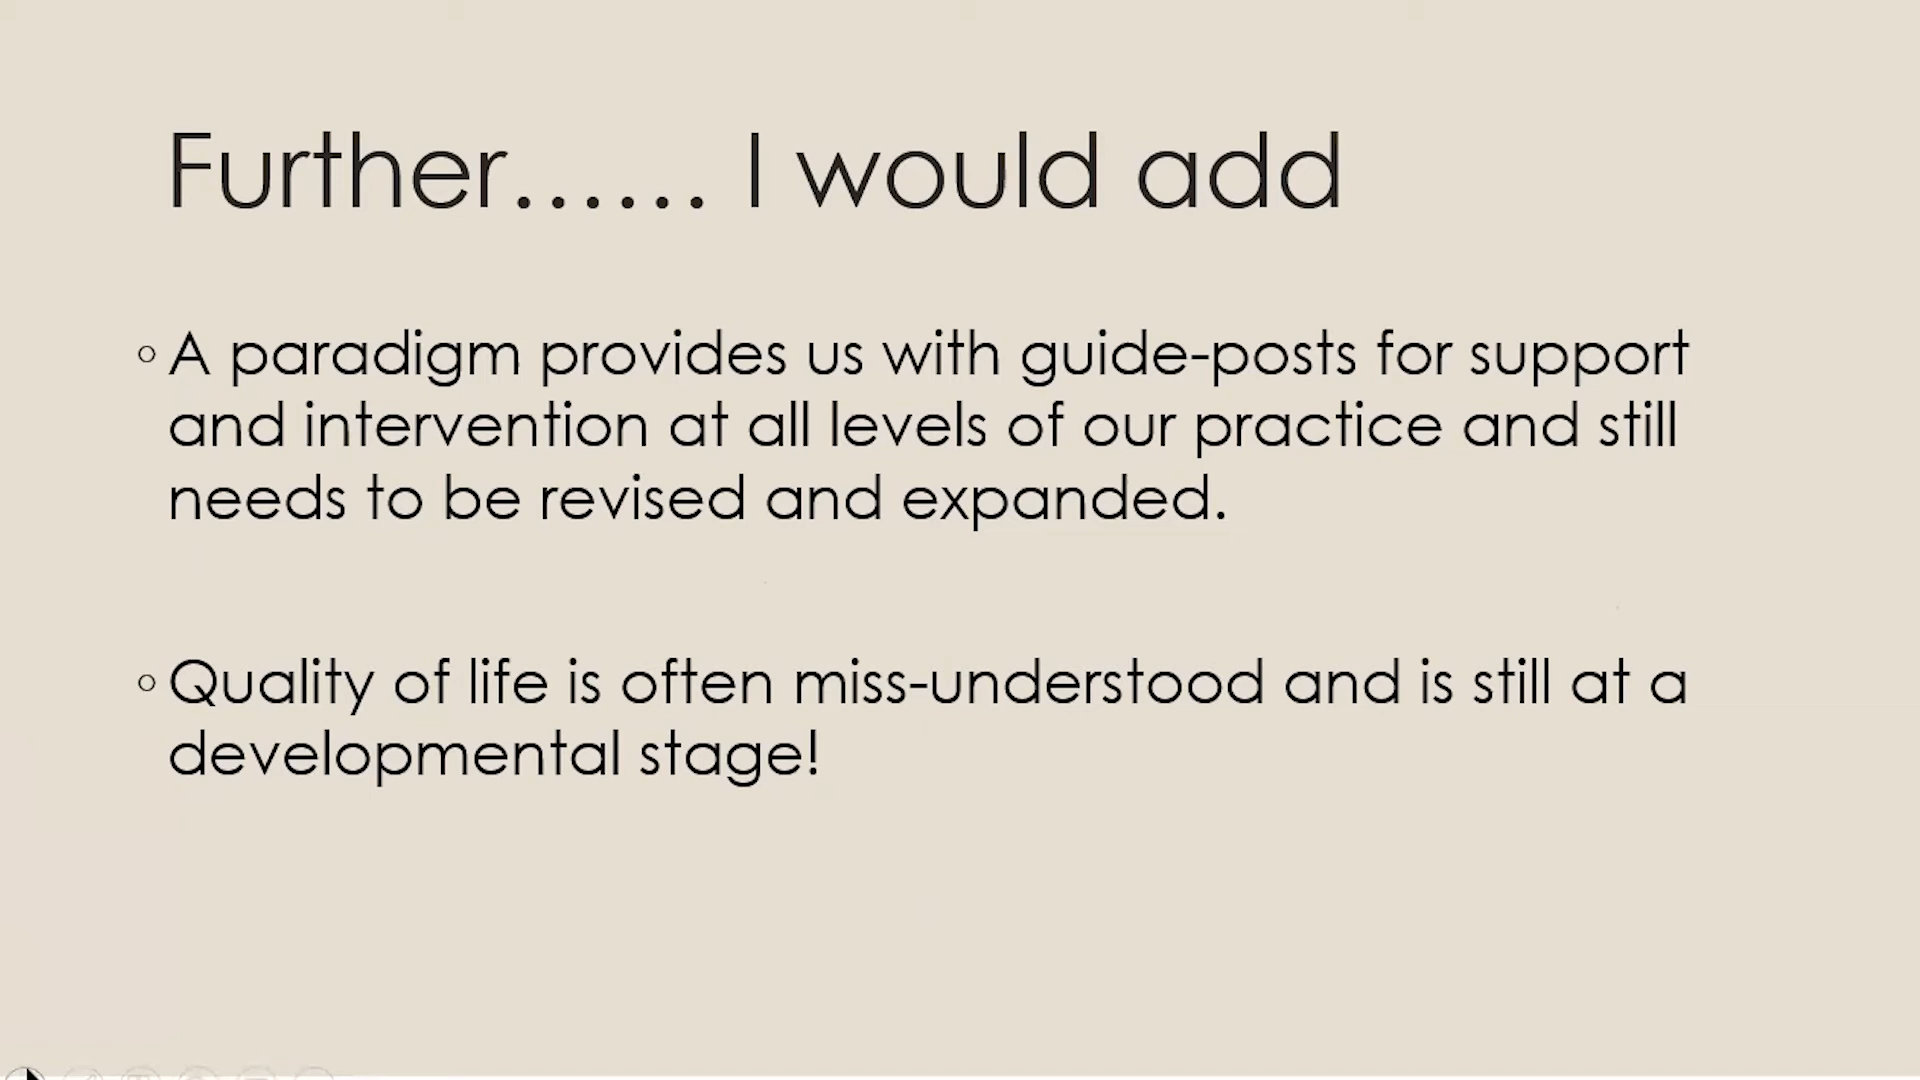 Further...... I would add
◦ A paradigm provides us with guide-posts for support
and intervention at all levels of our practice and still
needs to be revised and expanded.
◦ Quality of life is often miss-understood and is still at a
developmental stage!